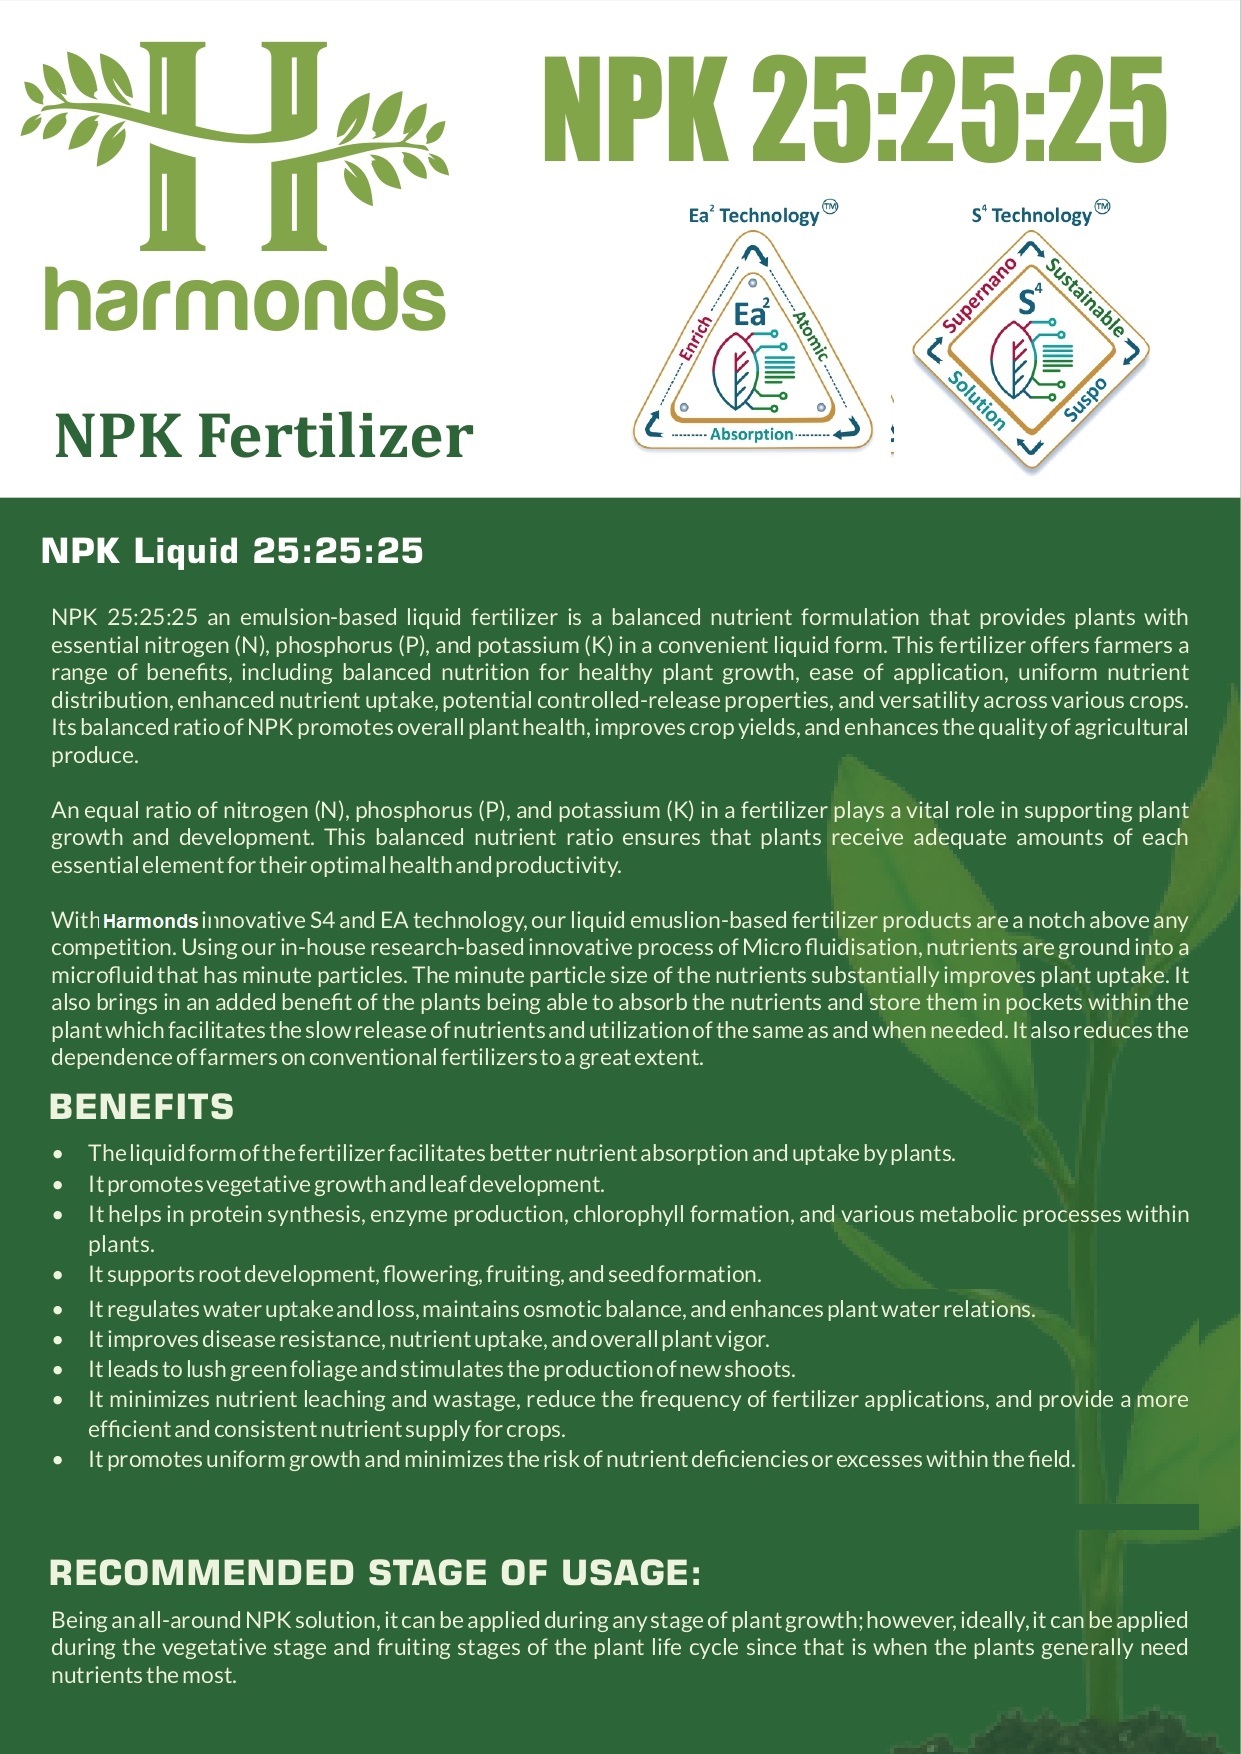 H
harmonds
NPK 25:25:25
Ea² Technology TM
S⁴ Technology TM
Enrich
Atomic
Absorption
Ea²
Supernano
Sustainable
Solution
Suspo
S⁴
NPK Fertilizer
NPK Liquid 25:25:25
NPK 25:25:25 an emulsion-based liquid fertilizer is a balanced nutrient formulation that provides plants with
essential nitrogen (N), phosphorus (P), and potassium (K) in a convenient liquid form. This fertilizer offers farmers a
range of benefits, including balanced nutrition for healthy plant growth, ease of application, uniform nutrient
distribution, enhanced nutrient uptake, potential controlled-release properties, and versatility across various crops.
Its balanced ratio of NPK promotes overall plant health, improves crop yields, and enhances the quality of agricultural
produce.
An equal ratio of nitrogen (N), phosphorus (P), and potassium (K) in a fertilizer plays a vital role in supporting plant
growth and development. This balanced nutrient ratio ensures that plants receive adequate amounts of each
essential element for their optimal health and productivity.
With Harmonds innovative S4 and EA technology, our liquid emuslion-based fertilizer products are a notch above any
competition. Using our in-house research-based innovative process of Micro fluidisation, nutrients are ground into a
microfluid that has minute particles. The minute particle size of the nutrients substantially improves plant uptake. It
also brings in an added benefit of the plants being able to absorb the nutrients and store them in pockets within the
plant which facilitates the slow release of nutrients and utilization of the same as and when needed. It also reduces the
dependence of farmers on conventional fertilizers to a great extent.
BENEFITS
• The liquid form of the fertilizer facilitates better nutrient absorption and uptake by plants.
• It promotes vegetative growth and leaf development.
• It helps in protein synthesis, enzyme production, chlorophyll formation, and various metabolic processes within
plants.
• It supports root development, flowering, fruiting, and seed formation.
• It regulates water uptake and loss, maintains osmotic balance, and enhances plant water relations.
• It improves disease resistance, nutrient uptake, and overall plant vigor.
• It leads to lush green foliage and stimulates the production of new shoots.
• It minimizes nutrient leaching and wastage, reduce the frequency of fertilizer applications, and provide a more
efficient and consistent nutrient supply for crops.
• It promotes uniform growth and minimizes the risk of nutrient deficiencies or excesses within the field.
RECOMMENDED STAGE OF USAGE:
Being an all-around NPK solution, it can be applied during any stage of plant growth; however, ideally, it can be applied
during the vegetative stage and fruiting stages of the plant life cycle since that is when the plants generally need
nutrients the most.